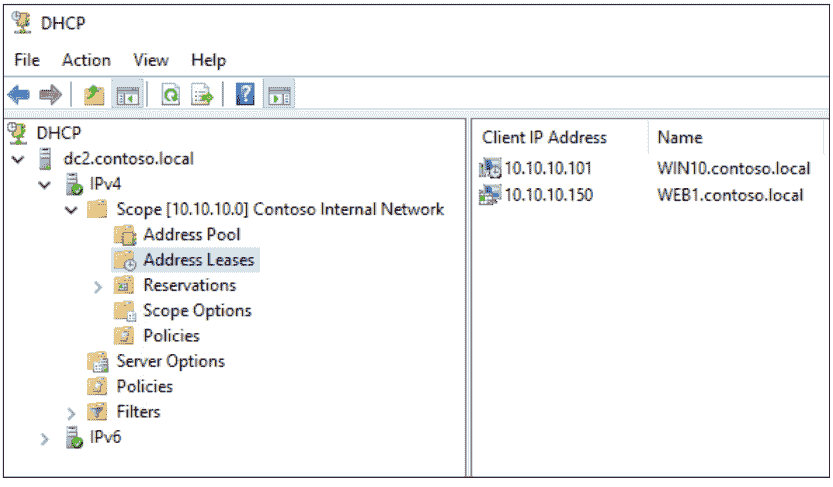 DHCP
File Action View Help
DHCP
dc2.contoso.local
IPv4
Scope [10.10.10.0] Contoso Internal Network
Address Pool
Address Leases
Reservations
Scope Options
Policies
Server Options
Policies
Filters
IPv6
Client IP Address Name
10.10.10.101 WIN10.contoso.local
10.10.10.150 WEB1.contoso.local